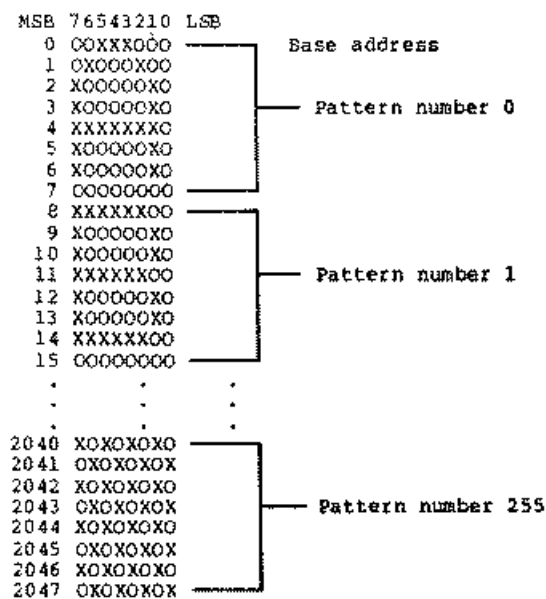 MSB 76543210 LSB
0 OOXXXOOO Base address
1 OXOOOXOO
2 XOOOOOXO
3 XOOOOOXO Pattern number 0
4 XXXXXXXO
5 XOOOOOXO
6 XOOOOOXO
7 OOOOOOOO
8 XXXXXXOO
9 XOOOOOXO
10 XOOOOOXO
11 XXXXXXOO Pattern number 1
12 XOOOOOXO
13 XOOOOOXO
14 XXXXXXOO
15 OOOOOOOO
. . .
. . .
. . .
2040 XOXOXOXO
2041 OXOXOXOX
2042 XOXOXOXO
2043 OXOXOXOX Pattern number 255
2044 XOXOXOXO
2045 OXOXOXOX
2046 XOXOXOXO
2047 OXOXOXOX